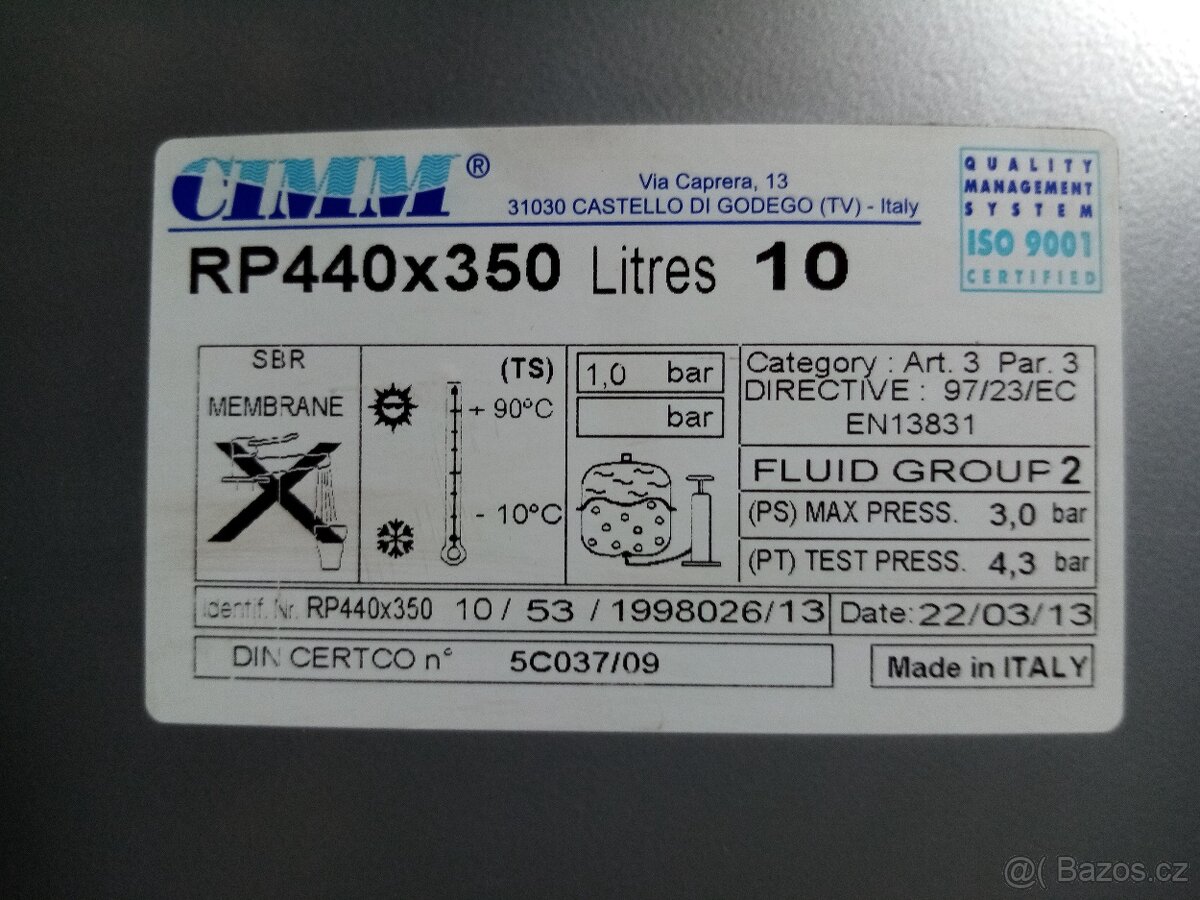 CIMM®
Via Caprera, 13
31030 CASTELLO DI GODEGO (TV) - Italy
QUALITY
MANAGEMENT
SYSTEM
ISO 9001
CERTIFIED
RP440x350 Litres 10
SBR
MEMBRANE
(TS)
+ 90°C
- 10°C
1,0 bar
bar
Category : Art. 3 Par. 3
DIRECTIVE : 97/23/EC
EN13831
FLUID GROUP 2
(PS) MAX PRESS. 3,0 bar
(PT) TEST PRESS. 4,3 bar
Identif. Nr. RP440x350 10 / 53 / 1998026/13
Date: 22/03/13
DIN CERTCO n° 5C037/09
Made in ITALY
@( Bazos.cz